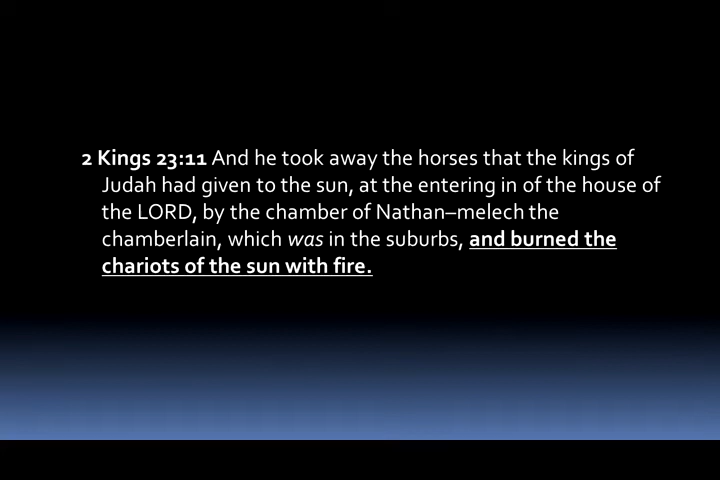 2 Kings 23:11 And he took away the horses that the kings of
Judah had given to the sun, at the entering in of the house of
the LORD, by the chamber of Nathan–melech the
chamberlain, which was in the suburbs, and burned the
chariots of the sun with fire.